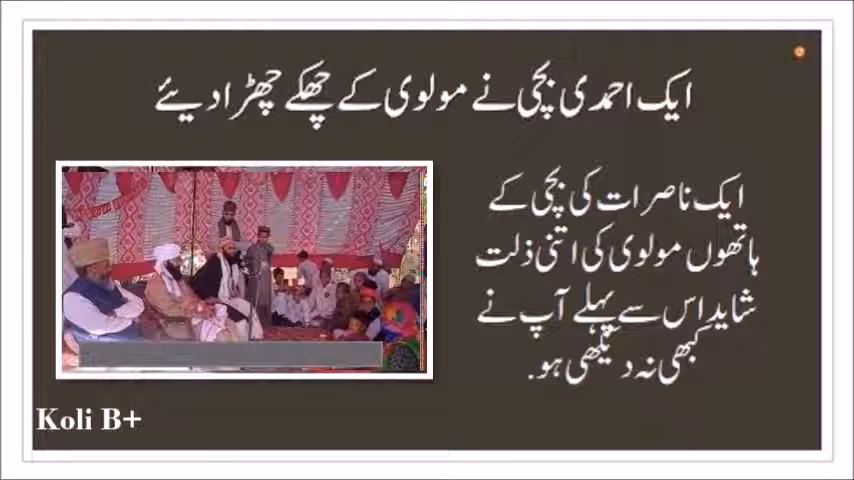 ایک احمدی بچی نے مولوی کے چھکے چھڑا دیئے
ایک ناصرات کی بچی کے
ہاتھوں مولوی کی اتنی ذلت
شاید اس سے پہلے آپ نے
کبھی نہ دیکھی ہو.
Koli B+